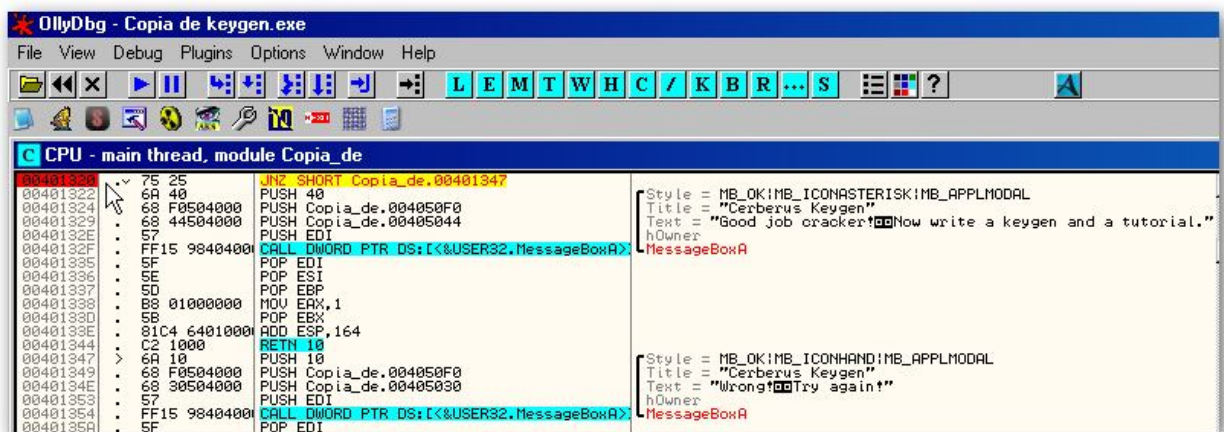 OllyDbg - Copia de keygen.exe
File View Debug Plugins Options Window Help
L E M T W H C / K B R ... S ? A
C CPU - main thread, module Copia_de
00401320 .v 75 25 JNZ SHORT Copia_de.00401347
00401322 . 6A 40 PUSH 40 Style = MB_OK|MB_ICONASTERISK|MB_APPLMODAL
00401324 . 68 F0504000 PUSH Copia_de.004050F0 Title = "Cerberus Keygen"
00401329 . 68 44504000 PUSH Copia_de.00405044 Text = "Good job cracker!Now write a keygen and a tutorial."
0040132E . 57 PUSH EDI hOwner
0040132F . FF15 98404000 CALL DWORD PTR DS:[<&USER32.MessageBoxA>] MessageBoxA
00401335 . 5F POP EDI
00401336 . 5E POP ESI
00401337 . 5D POP EBP
00401338 . B8 01000000 MOV EAX,1
0040133D . 5B POP EBX
0040133E . 81C4 64010000 ADD ESP,164
00401344 . C2 1000 RETN 10
00401347 > 6A 10 PUSH 10 Style = MB_OK|MB_ICONHAND|MB_APPLMODAL
00401349 . 68 F0504000 PUSH Copia_de.004050F0 Title = "Cerberus Keygen"
0040134E . 68 30504000 PUSH Copia_de.00405030 Text = "Wrong!Try again!"
00401353 . 57 PUSH EDI hOwner
00401354 . FF15 98404000 CALL DWORD PTR DS:[<&USER32.MessageBoxA>] MessageBoxA
0040135A . 5F POP EDI